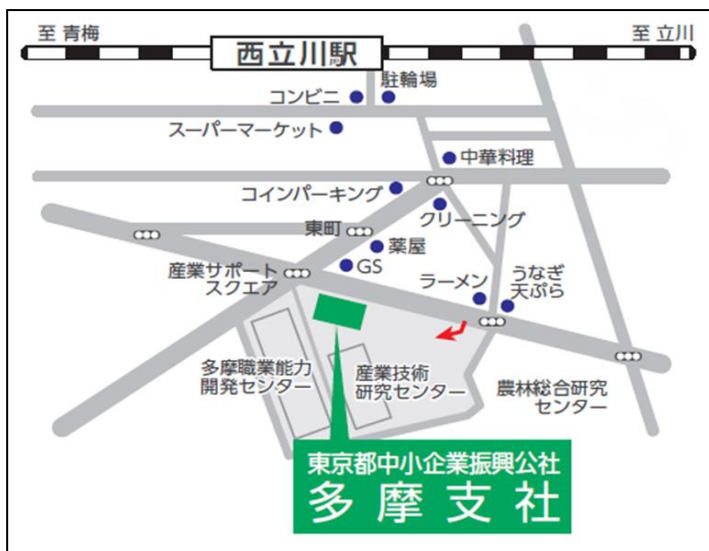 至 青梅
至 立川
西立川駅
駐輪場
コンビニ
スーパーマーケット
中華料理
コインパーキング
クリーニング
東町
薬屋
GS
産業サポート
スクエア
ラーメン
うなぎ
天ぷら
多摩職業能力
開発センター
産業技術
研究センター
農林総合研究
センター
東京都中小企業振興公社
多摩支社